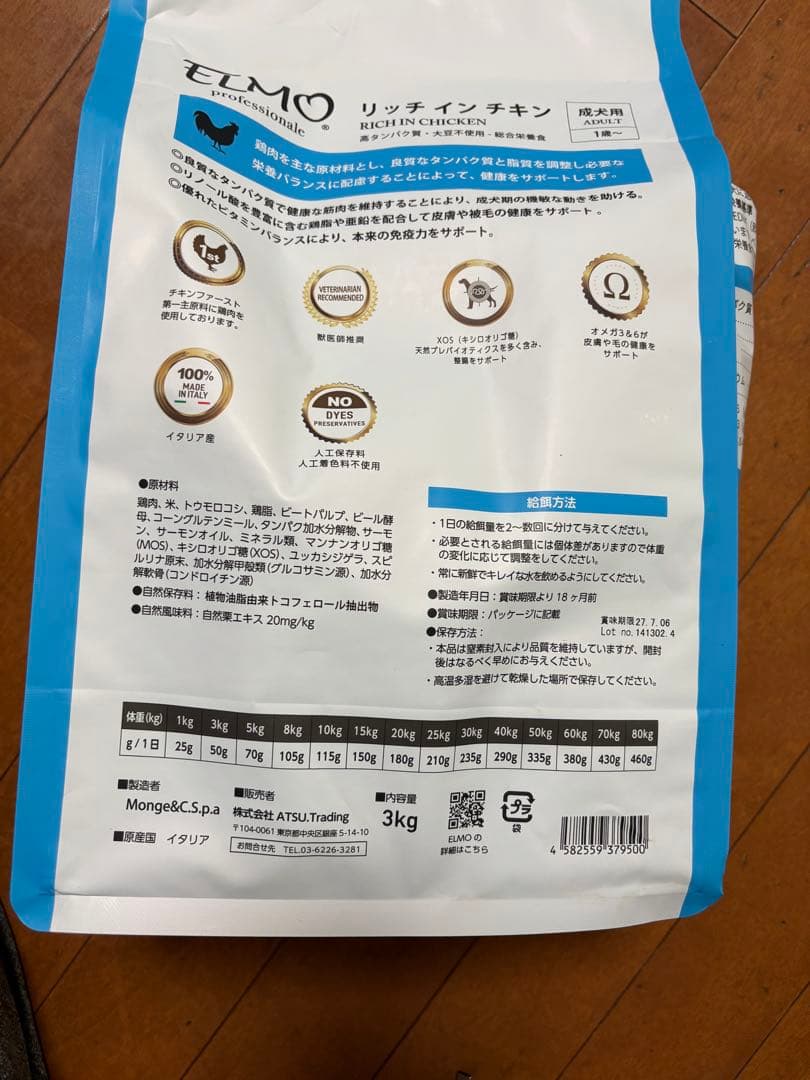 ELMO
professionale ®
リッチ イン チキン
RICH IN CHICKEN
高タンパク質・大豆不使用 - 総合栄養食
成犬用
ADULT
1歳〜
鶏肉を主な原材料とし、良質なタンパク質と脂質を調整し必要な
栄養バランスに配慮することによって、健康をサポートします。
◎良質なタンパク質で健康な筋肉を維持することにより、成犬期の機敏な動きを助ける。
◎リノール酸を豊富に含む鶏脂や亜鉛を配合して皮膚や被毛の健康をサポート 。
◎優れたビタミンバランスにより、本来の免疫力をサポート。
1st
チキンファースト
第一主原料に鶏肉を
使用しております。
VETERINARIAN
RECOMMENDED
獣医師推奨
XOS
XOS（キシロオリゴ糖）
天然プレバイオティクスを多く含み、
整腸をサポート
Ω
オメガ3＆6が
皮膚や毛の健康を
サポート
100%
MADE
IN ITALY
イタリア産
NO
DYES
PRESERVATIVES
人工保存料
人工着色料不使用
●原材料
鶏肉、米、トウモロコシ、鶏脂、ビートパルプ、ビール酵
母、コーングルテンミール、タンパク加水分解物、サーモ
ン、サーモンオイル、ミネラル類、マンナンオリゴ糖
(MOS)、キシロオリゴ糖(XOS)、ユッカシジゲラ、スピ
ルリナ原末、加水分解甲殻類(グルコサミン源)、加水分
解軟骨(コンドロイチン源)
●自然保存料：植物油脂由来トコフェロール抽出物
●自然風味料：自然栗エキス 20mg/kg
給餌方法
・1日の給餌量を2〜数回に分けて与えてください。
・必要とされる給餌量には個体差がありますので体重
の変化に応じて調整をしてください。
・常に新鮮でキレイな水を飲めるようにしてください。
●製造年月日：賞味期限より 18 ヶ月前
●賞味期限：パッケージに記載
賞味期限27.7.06
Lot no.141302.4
●保存方法：
・本品は窒素封入により品質を維持していますが、開封
後はなるべく早めにお与えください。
・高温多湿を避けて乾燥した場所で保存してください。
体重(kg) 1kg 3kg 5kg 8kg 10kg 15kg 20kg 25kg 30kg 40kg 50kg 60kg 70kg 80kg
g / 1日 25g 50g 70g 105g 115g 150g 180g 210g 235g 290g 335g 380g 430g 460g
■製造者
Monge&C.S.p.a
■原産国 イタリア
■販売者
株式会社 ATSU.Trading
〒104-0061 東京都中央区銀座 5-14-10
お問合せ先 TEL.03-6226-3281
■内容量
3kg
ELMO の
詳細はこちら
プラ
袋
4 582559 379500